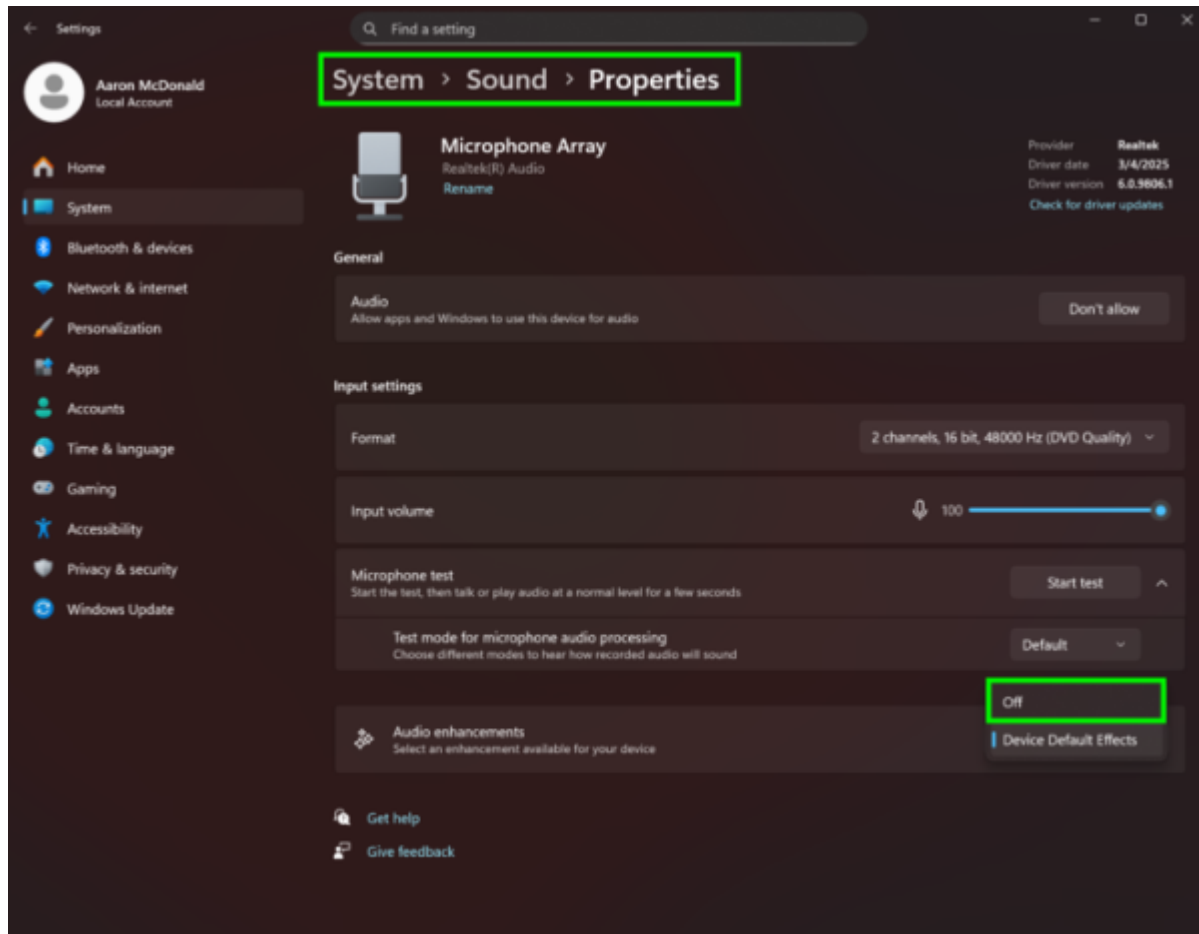 Settings
Find a setting
Aaron McDonald
Local Account
Home
System
Bluetooth & devices
Network & internet
Personalization
Apps
Accounts
Time & language
Gaming
Accessibility
Privacy & security
Windows Update
System > Sound > Properties
Microphone Array
Realtek(R) Audio
Rename
Provider Realtek
Driver date 3/4/2025
Driver version 6.0.9806.1
Check for driver updates
General
Audio
Allow apps and Windows to use this device for audio
Don't allow
Input settings
Format
2 channels, 16 bit, 48000 Hz (DVD Quality)
Input volume
100
Microphone test
Start the test, then talk or play audio at a normal level for a few seconds
Start test
Test mode for microphone audio processing
Choose different modes to hear how recorded audio will sound
Default
Off
Audio enhancements
Select an enhancement available for your device
Device Default Effects
Get help
Give feedback